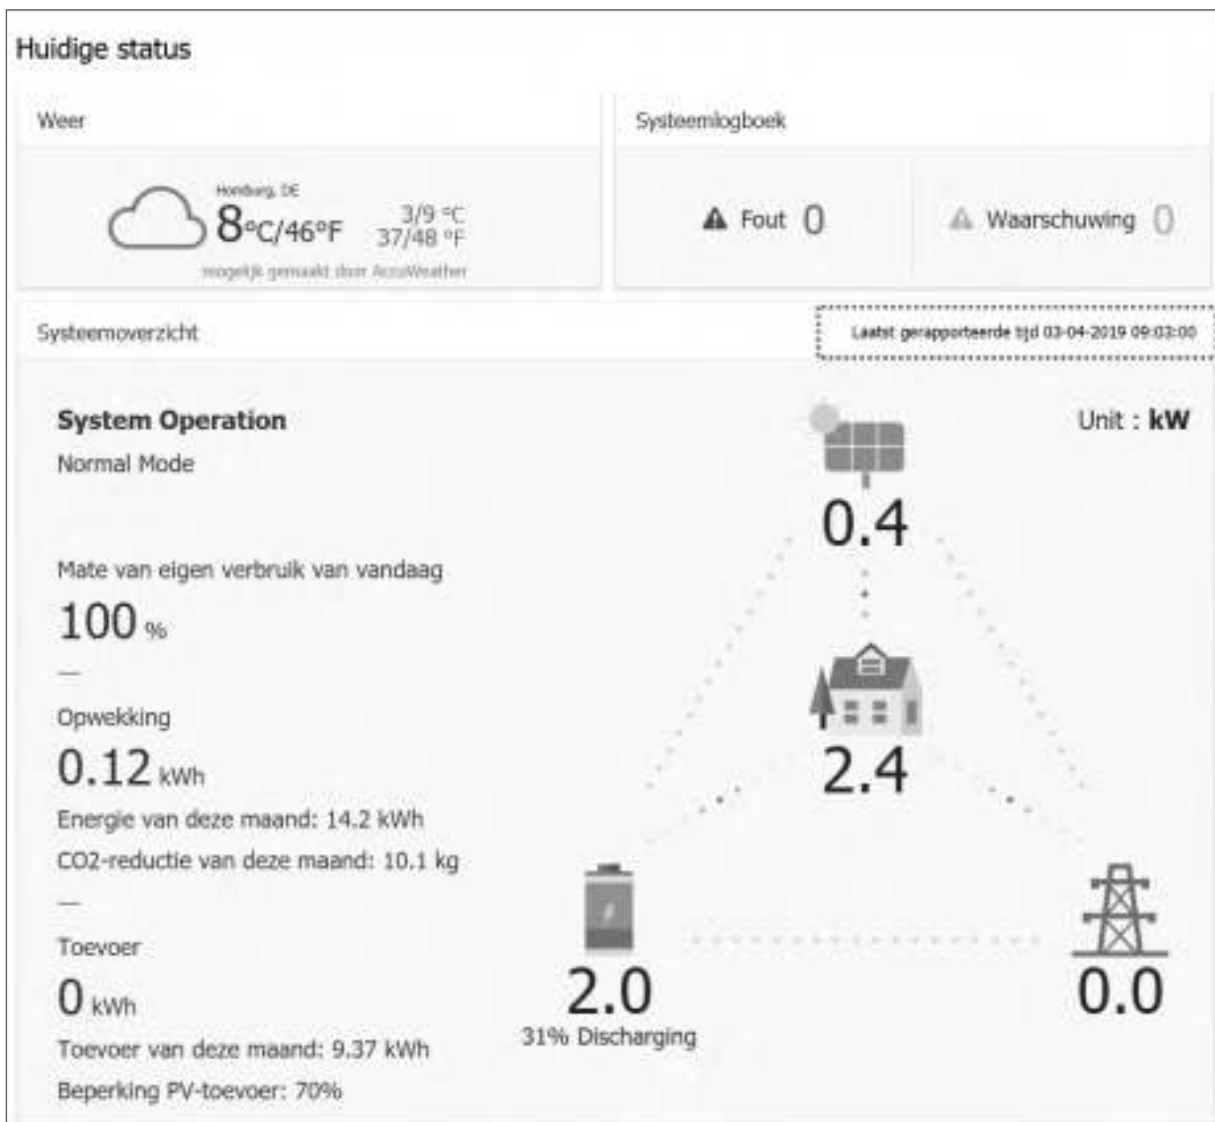 Huidige status
Weer
Homburg, DE
8°C/46°F
3/9 °C
37/48 °F
mogelijk gemaakt door AccuWeather
Systeemlogboek
Fout 0
Waarschuwing 0
Systeemoverzicht
Laatst gerapporteerde tijd 03-04-2019 09:03:00
System Operation
Normal Mode
Unit : kW
0.4
Mate van eigen verbruik van vandaag
100 %
2.4
Opwekking
0.12 kWh
Energie van deze maand: 14.2 kWh
CO2-reductie van deze maand: 10.1 kg
Toevoer
0 kWh
Toevoer van deze maand: 9.37 kWh
Beperking PV-toevoer: 70%
2.0
31% Discharging
0.0